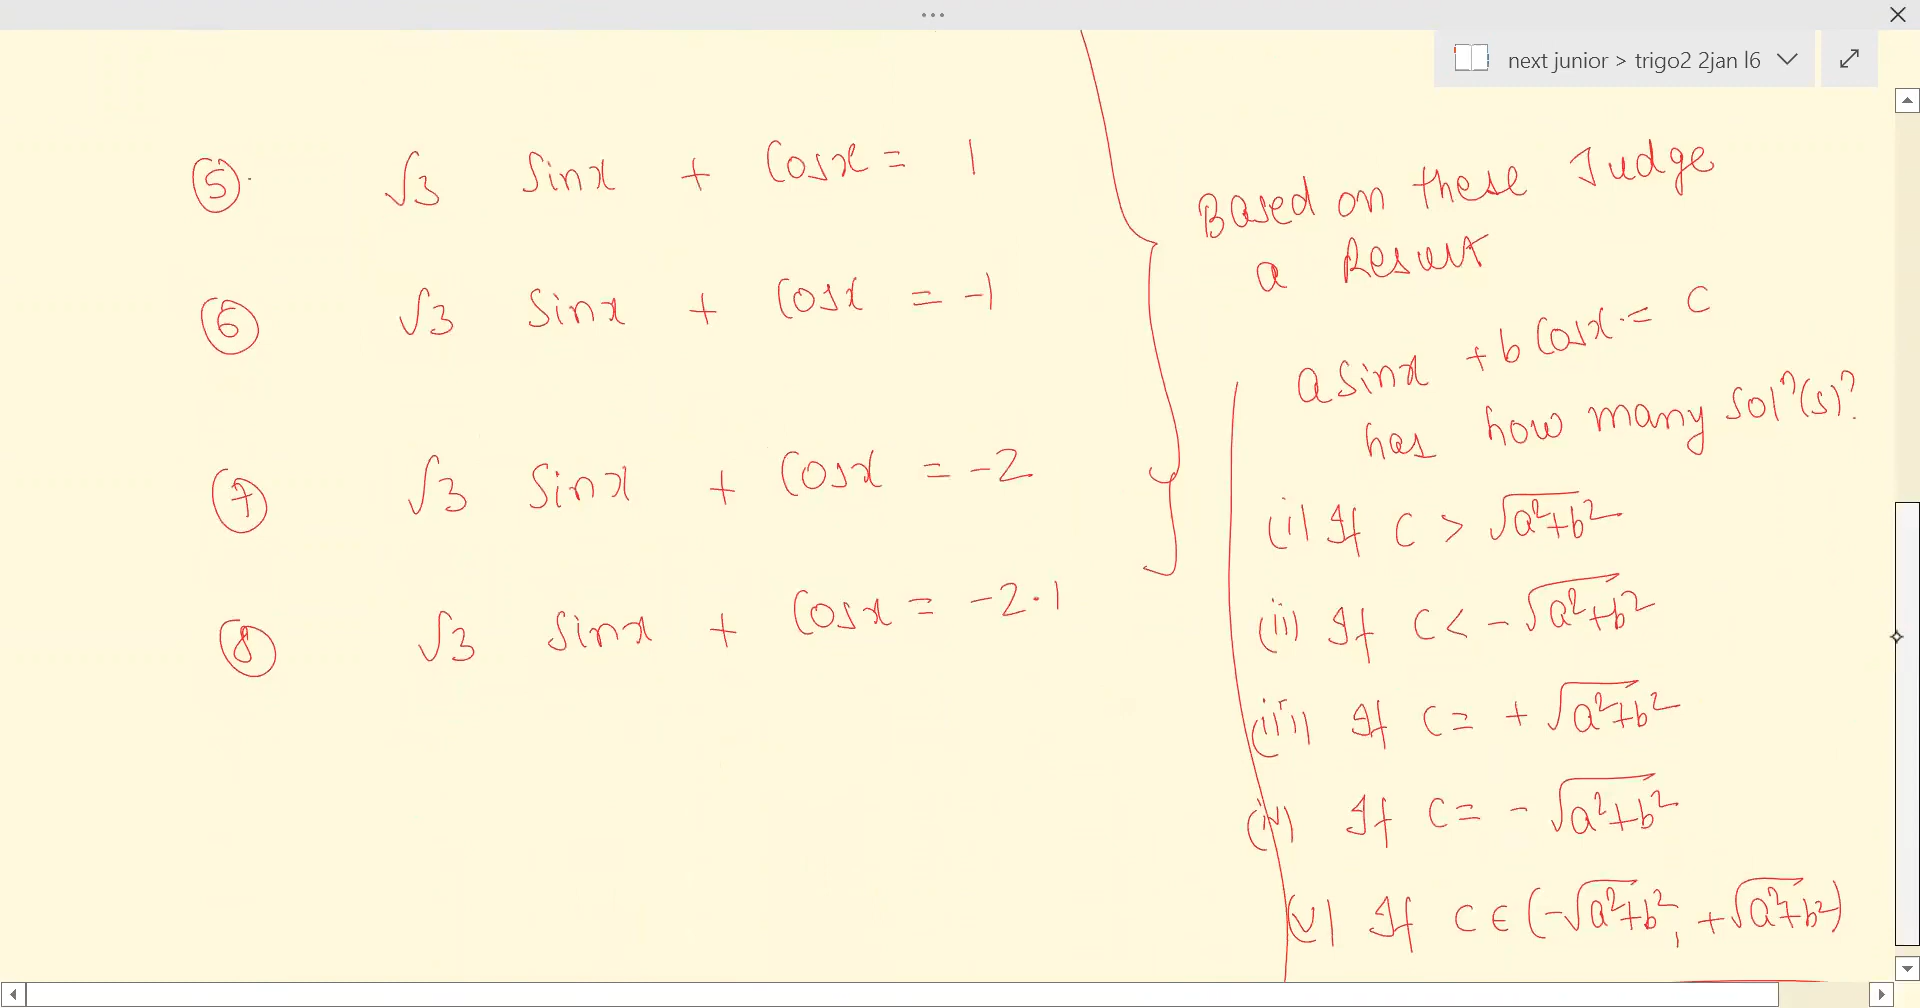 next junior > trigo2 2jan l6
⑤ √3 Sinx + Cosx = 1
⑥ √3 Sinx + Cosx = -1
⑦ √3 Sinx + Cosx = -2
⑧ √3 Sinx + Cosx = -2.1
Based on these Judge
a Result
a Sinx + b Cosx = C
has how many solⁿ(s)?
(i) If C > √a²+b²
(ii) If C < - √a²+b²
(iii) If C = + √a²+b²
(iv) If C = - √a²+b²
(v) If C ∈ (-√a²+b², +√a²+b²)